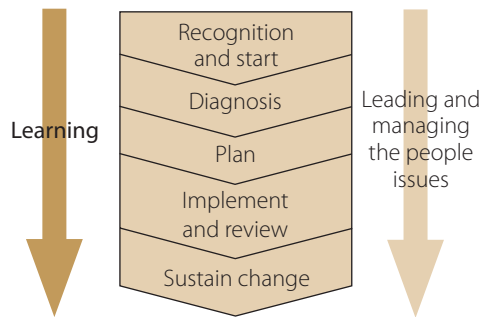 Recognition
and start
Diagnosis
Plan
Implement
and review
Sustain change
Learning
Leading and
managing
the people
issues